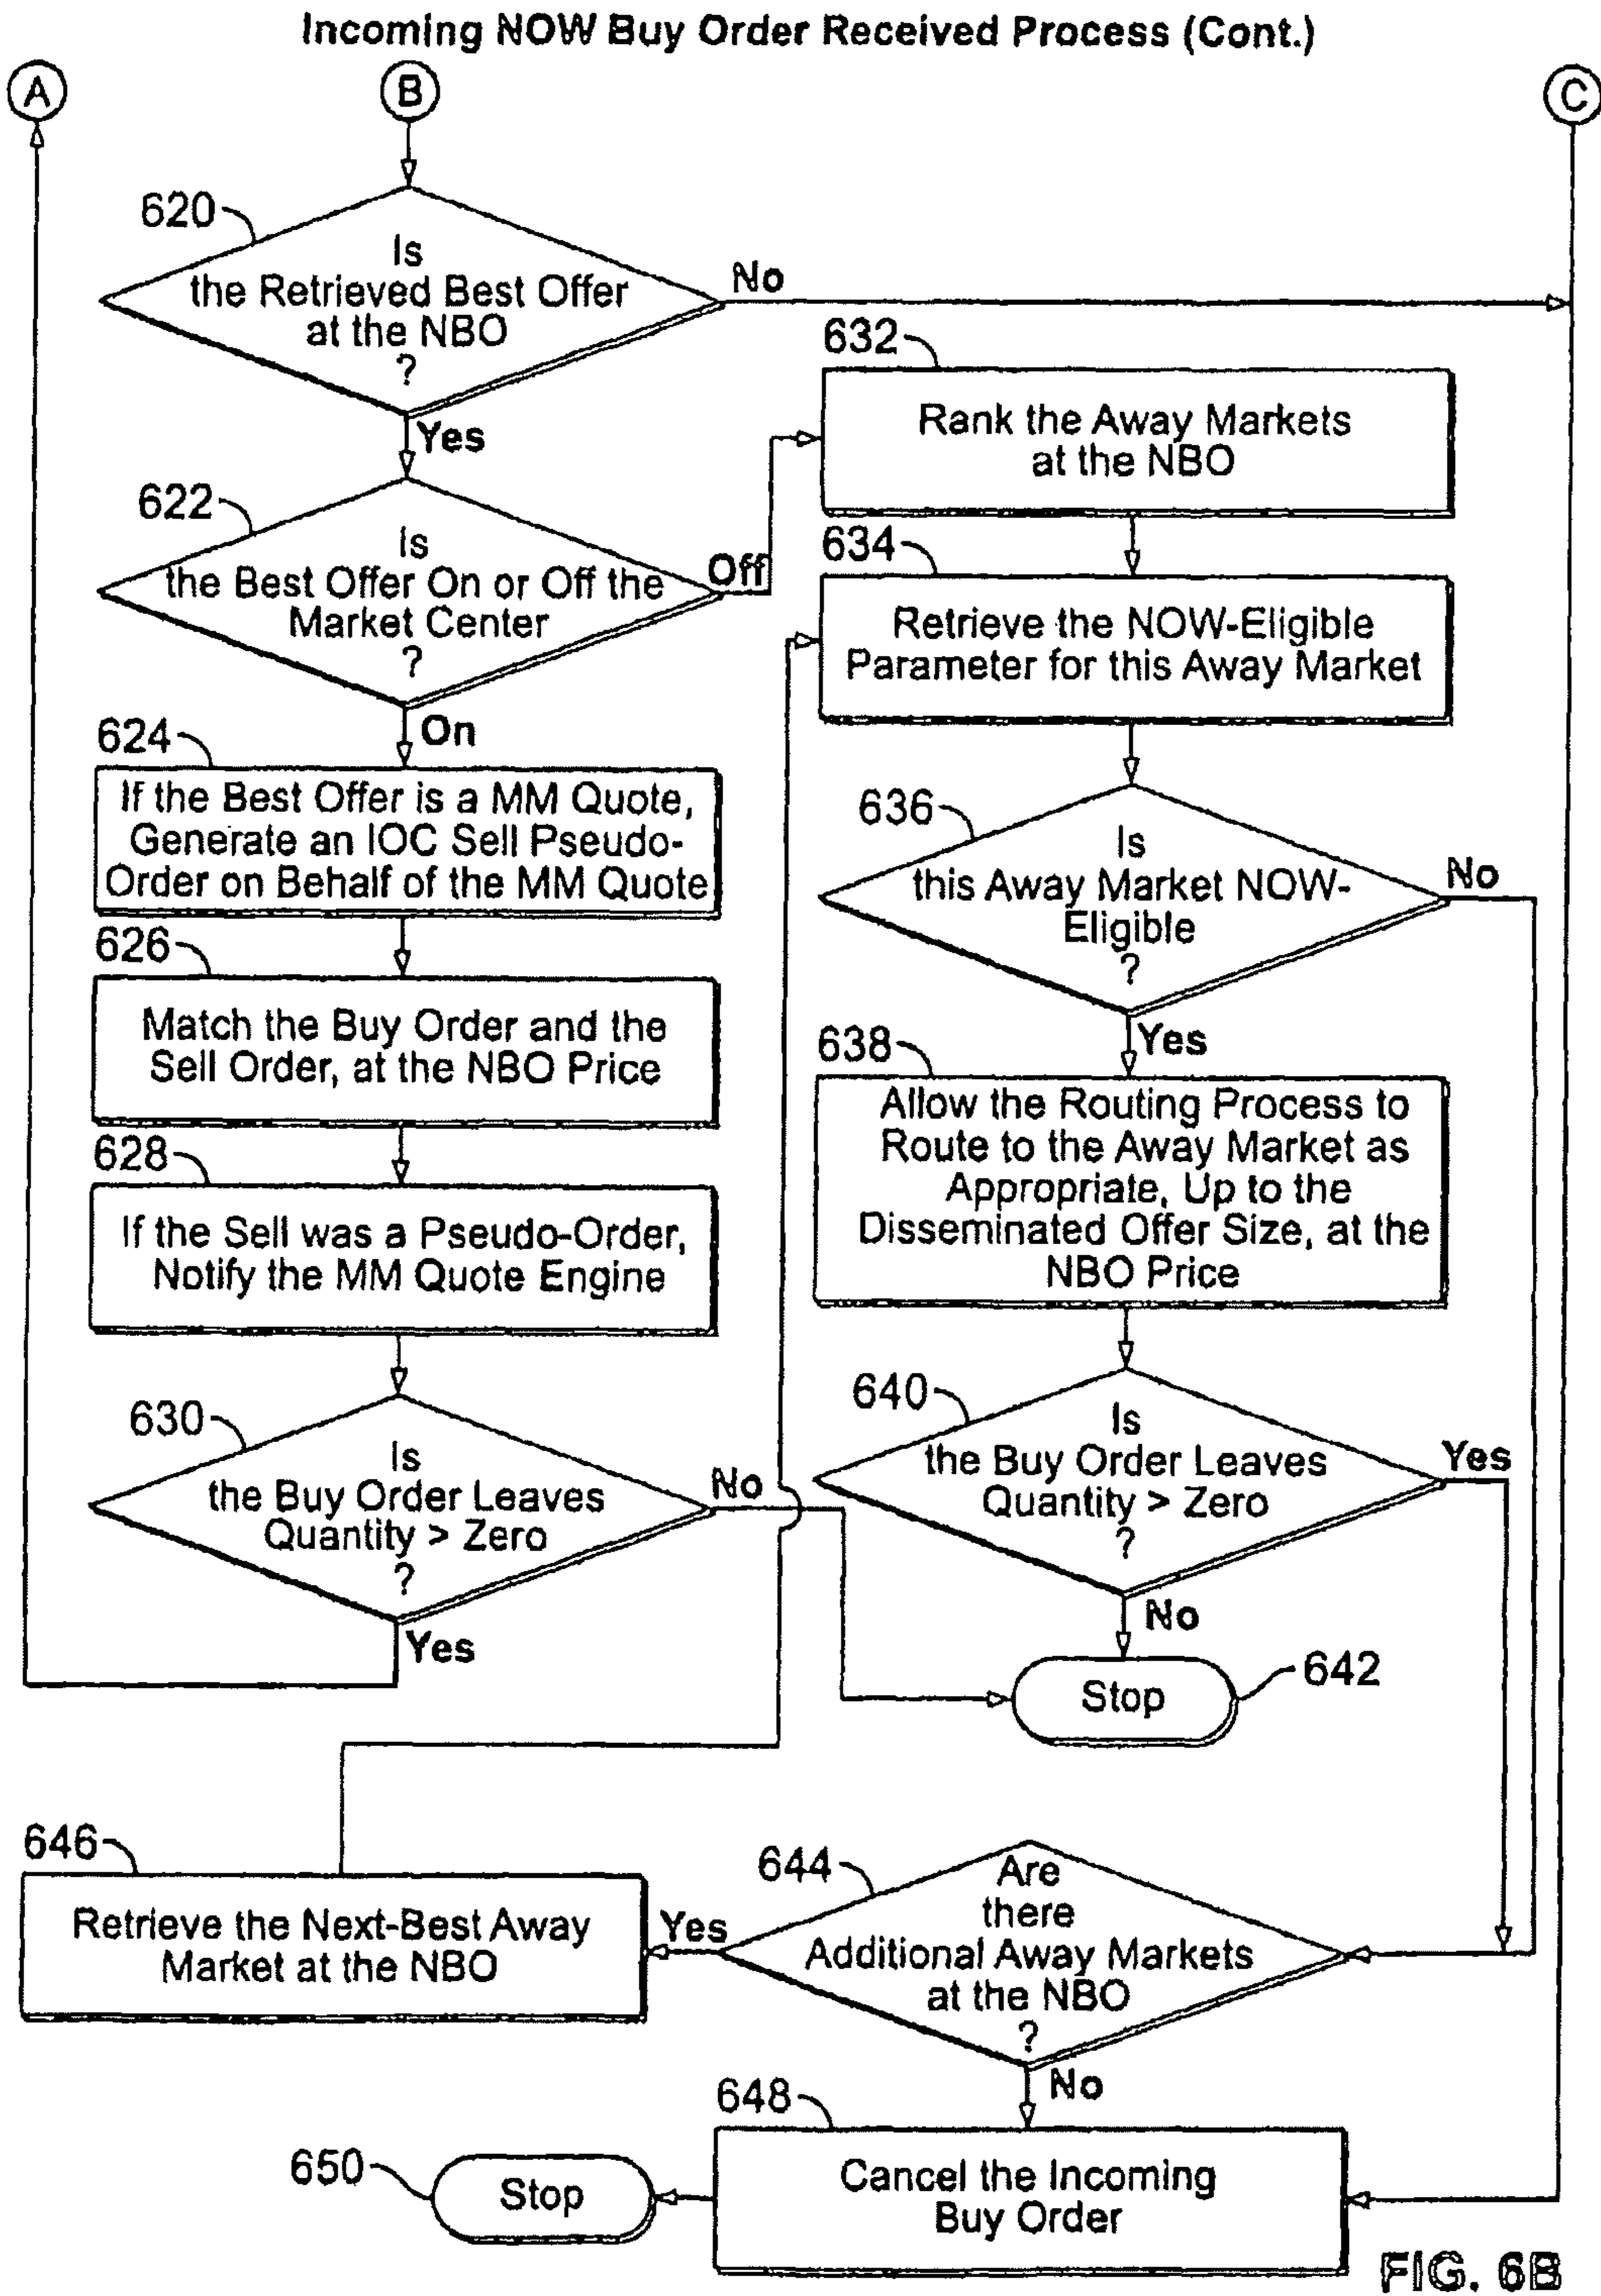 Incoming NOW Buy Order Received Process (Cont.)
A
B
C
620
Is
the Retrieved Best Offer
at the NBO
?
No
Yes
622
Is
the Best Offer On or Off the
Market Center
?
Off
On
624
If the Best Offer is a MM Quote,
Generate an IOC Sell Pseudo-
Order on Behalf of the MM Quote
626
Match the Buy Order and the
Sell Order, at the NBO Price
628
If the Sell was a Pseudo-Order,
Notify the MM Quote Engine
630
Is
the Buy Order Leaves
Quantity > Zero
?
No
Yes
632
Rank the Away Markets
at the NBO
634
Retrieve the NOW-Eligible
Parameter for this Away Market
636
Is
this Away Market NOW-
Eligible
?
No
Yes
638
Allow the Routing Process to
Route to the Away Market as
Appropriate, Up to the
Disseminated Offer Size, at the
NBO Price
640
Is
the Buy Order Leaves
Quantity > Zero
?
Yes
No
Stop
642
644
Are
there
Additional Away Markets
at the NBO
?
Yes
No
646
Retrieve the Next-Best Away
Market at the NBO
648
Cancel the Incoming
Buy Order
650
Stop
FIG. 6B